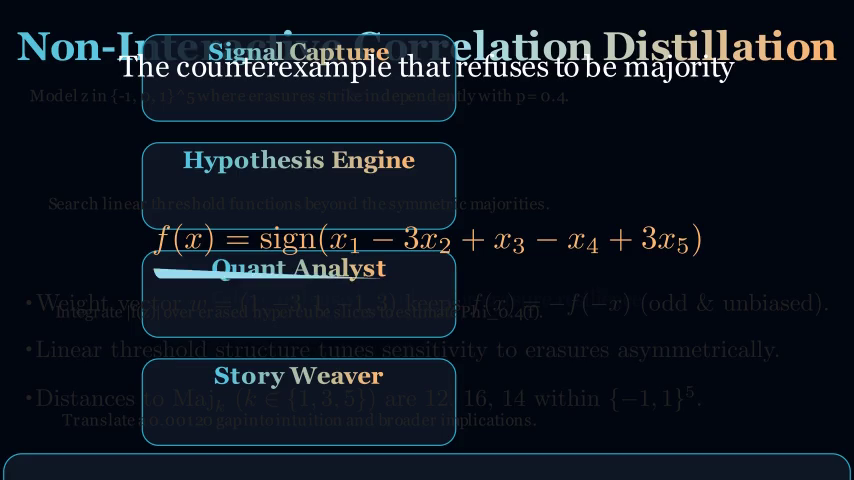 Non-Interactive Correlation Distillation
Signal Capture
The counterexample that refuses to be majority
Model z in {-1, 0, 1}^5 where erasures strike independently with p = 0.4.
Hypothesis Engine
Search linear threshold functions beyond the symmetric majorities.
f(x) = sign(x₁ − 3x₂ + x₃ − x₄ + 3x₅)
Quant Analyst
• Weight vector w = (1, −3, 1, −1, 3) keeps f(x) = −f(−x) (odd & unbiased).
Integrate |f(z)| over erased hypercube slices to estimate Phi_0.4(f).
• Linear threshold structure tunes sensitivity to erasures asymmetrically.
Story Weaver
• Distances to Majₖ (k ∈ {1, 3, 5}) are 12, 16, 14 within {−1, 1}⁵.
Translate a 0.00120 gap into intuition and broader implications.